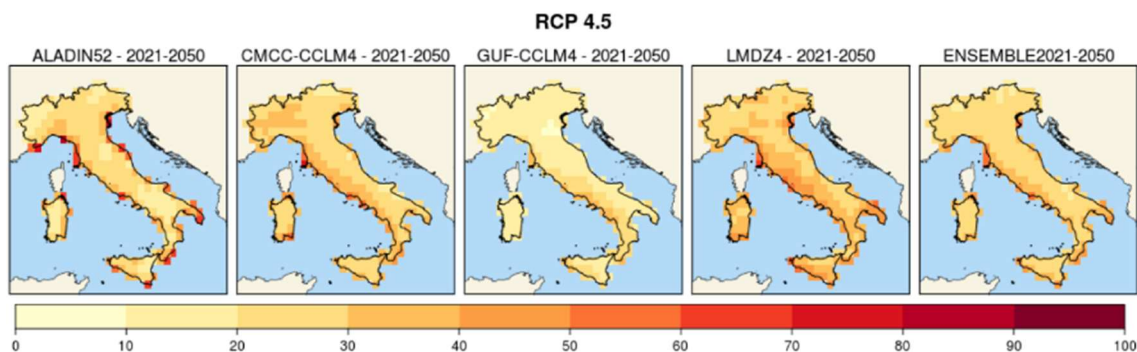 RCP 4.5
ALADIN52 - 2021-2050
CMCC-CCLM4 - 2021-2050
GUF-CCLM4 - 2021-2050
LMDZ4 - 2021-2050
ENSEMBLE2021-2050
0 10 20 30 40 50 60 70 80 90 100